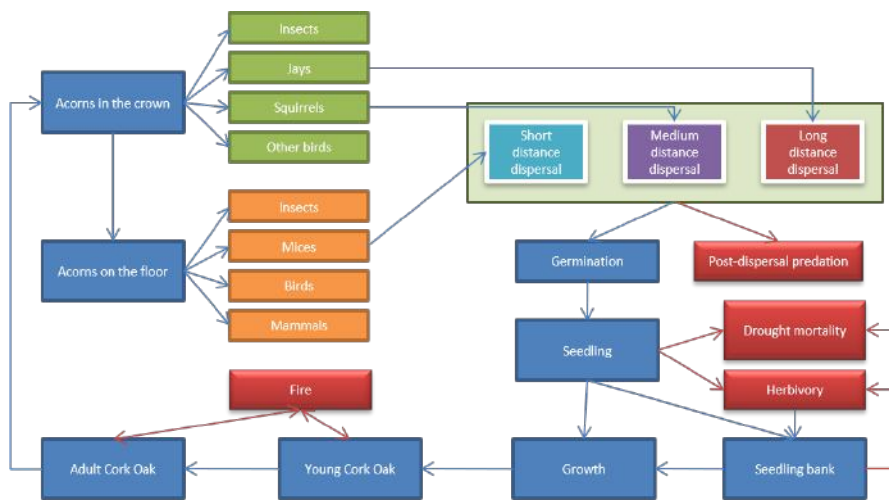 Insects
Jays
Acorns in the crown
Squirrels
Other birds
Short
distance
dispersal
Medium
distance
dispersal
Long
distance
dispersal
Insects
Mices
Acorns on the floor
Birds
Mammals
Germination
Post-dispersal predation
Seedling
Drought mortality
Herbivory
Fire
Adult Cork Oak
Young Cork Oak
Growth
Seedling bank